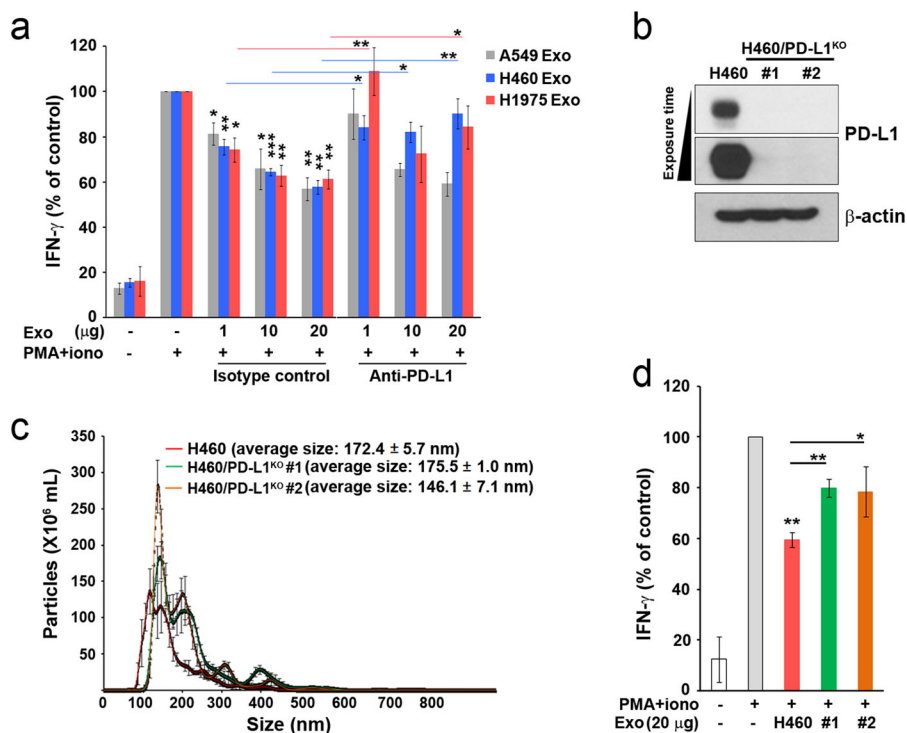 a
IFN-γ (% of control)
140
120
100
80
60
40
20
0
A549 Exo
H460 Exo
H1975 Exo
** * * ** *
* ** * * *** ** ** ** **
Exo (μg) - - 1 10 20 1 10 20
PMA+iono - + + + + + + +
Isotype control Anti-PD-L1
b
H460/PD-L1KO
H460 #1 #2
Exposure time
PD-L1
β-actin
c
H460 (average size: 172.4 ± 5.7 nm)
H460/PD-L1KO #1 (average size: 175.5 ± 1.0 nm)
H460/PD-L1KO #2 (average size: 146.1 ± 7.1 nm)
Particles (X10⁶ mL)
350
300
250
200
150
100
50
0
0 100 200 300 400 500 600 700 800
Size (nm)
d
IFN-γ (% of control)
120
100
80
60
40
20
0
*
**
**
PMA+iono - + + + +
Exo (20 μg) - - H460 #1 #2